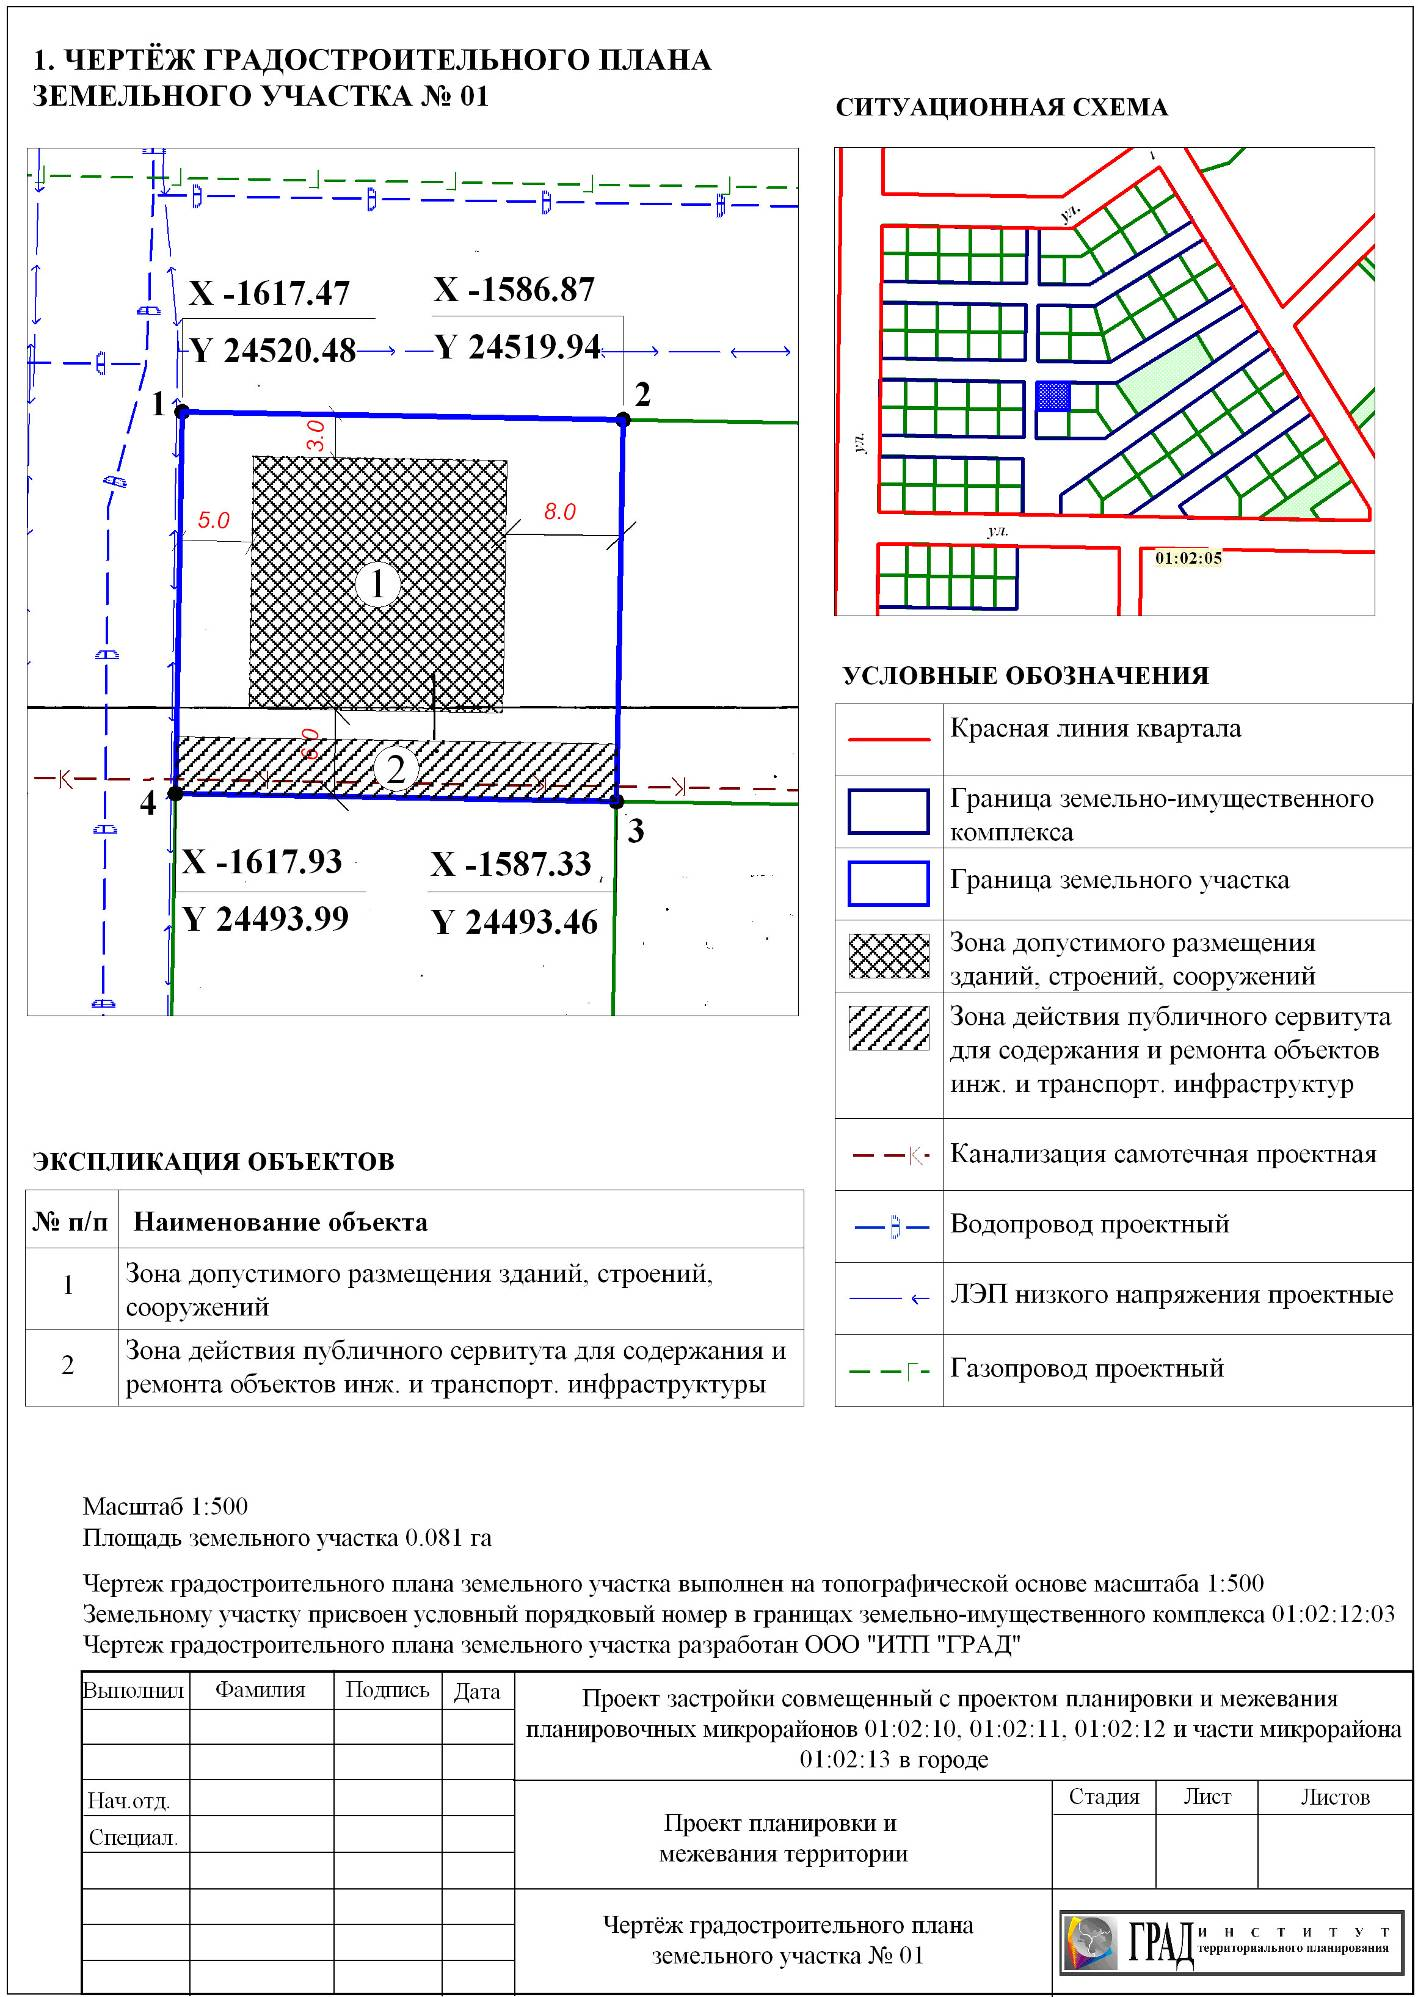 1. ЧЕРТЁЖ ГРАДОСТРОИТЕЛЬНОГО ПЛАНА
ЗЕМЕЛЬНОГО УЧАСТКА № 01
СИТУАЦИОННАЯ СХЕМА
X -1617.47
Y 24520.48
X -1586.87
Y 24519.94
1
2
3.0
5.0
8.0
1
6.0
2
4
3
X -1617.93
Y 24493.99
X -1587.33
Y 24493.46
ул.
ул.
ул.
01:02:05
УСЛОВНЫЕ ОБОЗНАЧЕНИЯ
Красная линия квартала
Граница земельно-имущественного
комплекса
Граница земельного участка
Зона допустимого размещения
зданий, строений, сооружений
Зона действия публичного сервитута
для содержания и ремонта объектов
инж. и транспорт. инфраструктур
К
Канализация самотечная проектная
В
Водопровод проектный
ЛЭП низкого напряжения проектные
Г
Газопровод проектный
ЭКСПЛИКАЦИЯ ОБЪЕКТОВ
№ п/п Наименование объекта
1 Зона допустимого размещения зданий, строений,
сооружений
2 Зона действия публичного сервитута для содержания и
ремонта объектов инж. и транспорт. инфраструктуры
Масштаб 1:500
Площадь земельного участка 0.081 га
Чертеж градостроительного плана земельного участка выполнен на топографической основе масштаба 1:500
Земельному участку присвоен условный порядковый номер в границах земельно-имущественного комплекса 01:02:12:03
Чертеж градостроительного плана земельного участка разработан ООО "ИТП "ГРАД"
Выполнил Фамилия Подпись Дата
Нач.отд.
Специал.
Проект застройки совмещенный с проектом планировки и межевания
планировочных микрорайонов 01:02:10, 01:02:11, 01:02:12 и части микрорайона
01:02:13 в городе
Проект планировки и
межевания территории
Стадия Лист Листов
Чертёж градостроительного плана
земельного участка № 01
ГРАД ИНСТИТУТ
территориального планирования